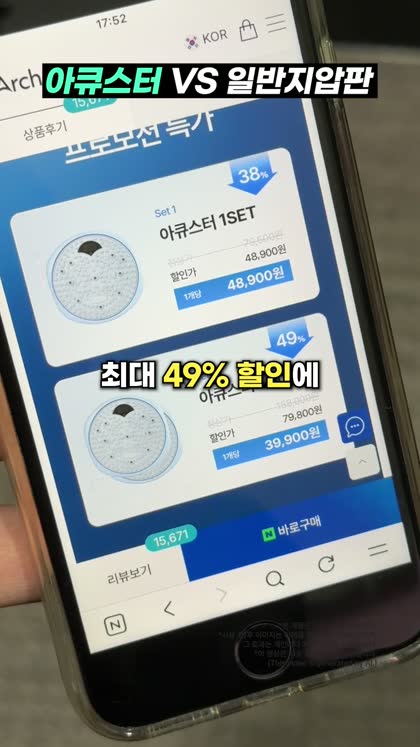 17:52
KOR
Arch
아큐스터 VS 일반지압판
15,671
상품후기
프로모션 특가
38%
Set 1
아큐스터 1SET
79,600원
할인가 48,900원
1개당 48,900원
49%
최대 49% 할인에
할인가 79,800원
1개당 39,900원
15,671
리뷰보기
N 바로구매
N